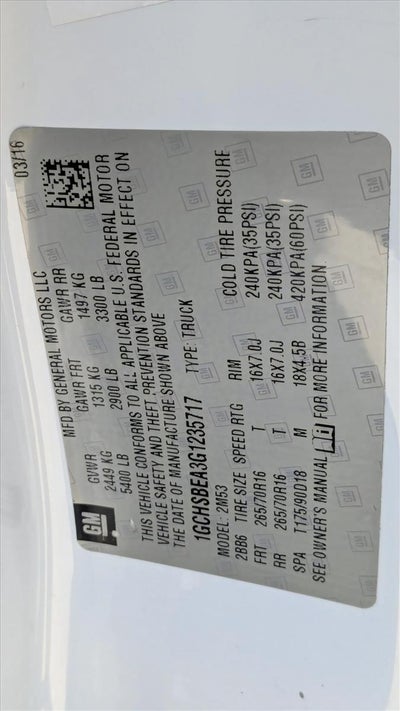 GM
MFD BY GENERAL MOTORS LLC
03/16
GVWR GAWR FRT GAWR RR
2449 KG 1315 KG 1497 KG
5400 LB 2900 LB 3300 LB
THIS VEHICLE CONFORMS TO ALL APPLICABLE U.S. FEDERAL MOTOR
VEHICLE SAFETY AND THEFT PREVENTION STANDARDS IN EFFECT ON
THE DATE OF MANUFACTURE SHOWN ABOVE
1GCHSBEA3G1235717 TYPE: TRUCK
MODEL: 2M53
2BB6 TIRE SIZE SPEED RTG RIM COLD TIRE PRESSURE
FRT 265/70R16 T 16X7.0J 240KPA(35PSI)
RR 265/70R16 T 16X7.0J 240KPA(35PSI)
SPA T175/90D18 M 18X4.5B 420KPA(60PSI)
SEE OWNER'S MANUAL FOR MORE INFORMATION.